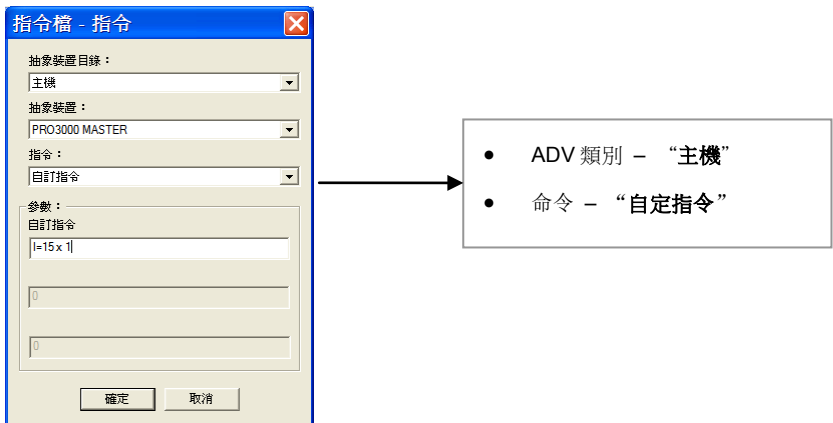 指令檔 - 指令
抽象裝置目錄：
主機
抽象裝置：
PRO3000 MASTER
指令：
自訂指令
參數：
自訂指令
I=15 x 1
0
0
確定 取消
• ADV 類別 – “主機”
• 命令 – “自定指令”